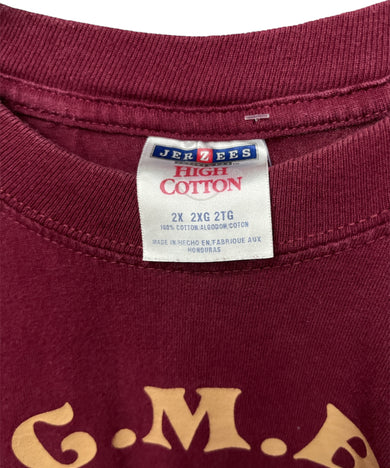 JERZEES
HIGH
COTTON
2X 2XG 2TG
100% COTTON/ALGODON/COTON
MADE IN/HECHO EN/FABRIQUE AUX
HONDURAS
G.M.